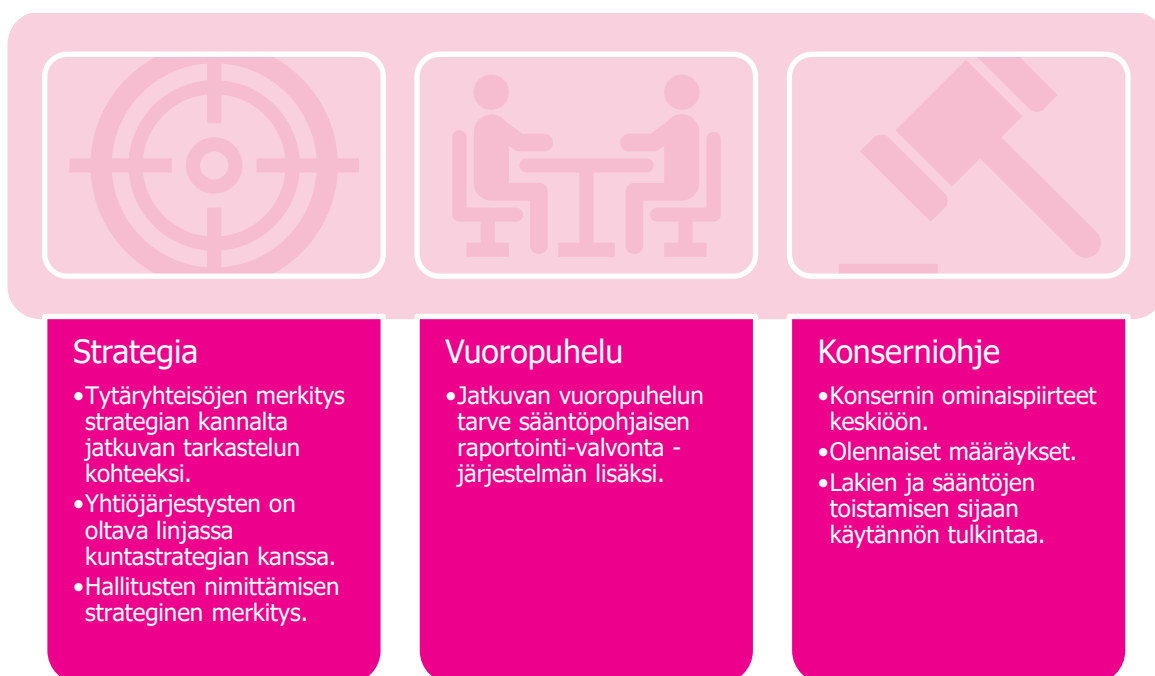 Strategia
•Tytäryhteisöjen merkitys
strategian kannalta
jatkuvan tarkastelun
kohteeksi.
•Yhtiöjärjestysten on
oltava linjassa
kuntastrategian kanssa.
•Hallitusten nimittämisen
strateginen merkitys.
Vuoropuhelu
•Jatkuvan vuoropuhelun
tarve sääntöpohjaisen
raportointi-valvonta -
järjestelmän lisäksi.
Konserniohje
•Konsernin ominaispiirteet
keskiöön.
•Olennaiset määräykset.
•Lakien ja sääntöjen
toistamisen sijaan
käytännön tulkintaa.